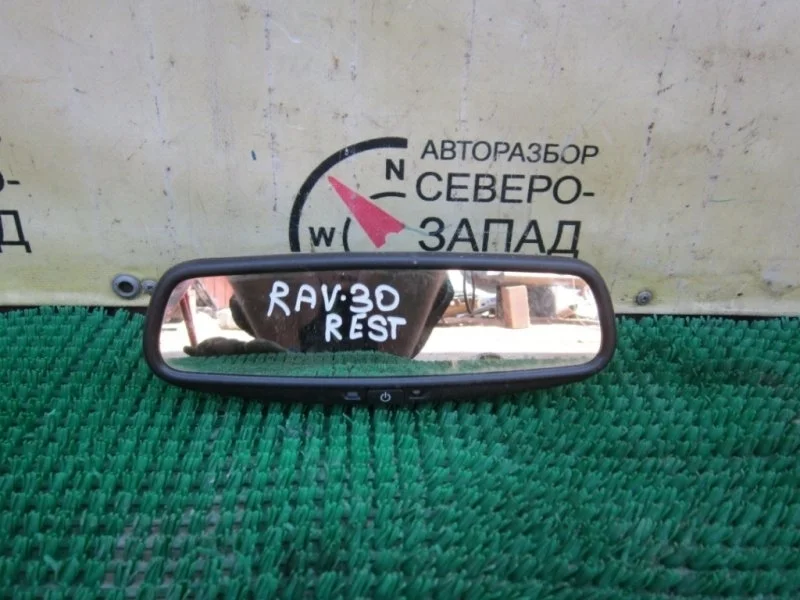 N
W
АВТОРАЗБОР
СЕВЕРО-
ЗАПАД
Д
RAV·30
REST